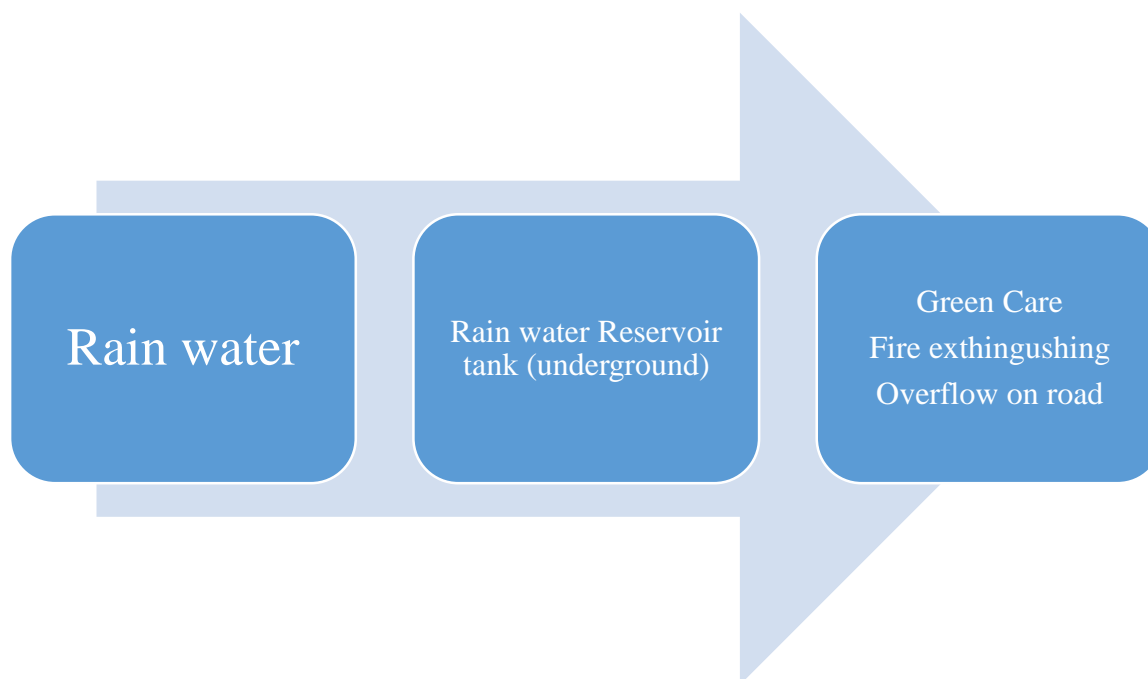 Rain water
Rain water Reservoir
tank (underground)
Green Care
Fire exthingushing
Overflow on road